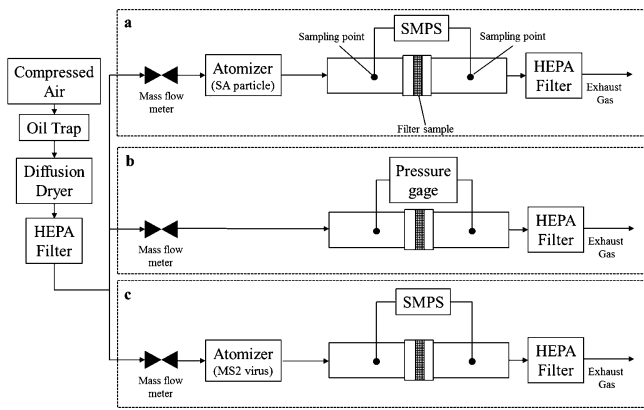 Compressed
Air
Oil Trap
Diffusion
Dryer
HEPA
Filter
a
Mass flow
meter
Atomizer
(SA particle)
Sampling point
SMPS
Sampling point
Filter sample
HEPA
Filter
Exhaust
Gas
b
Mass flow
meter
Pressure
gage
HEPA
Filter
Exhaust
Gas
c
Mass flow
meter
Atomizer
(MS2 virus)
SMPS
HEPA
Filter
Exhaust
Gas